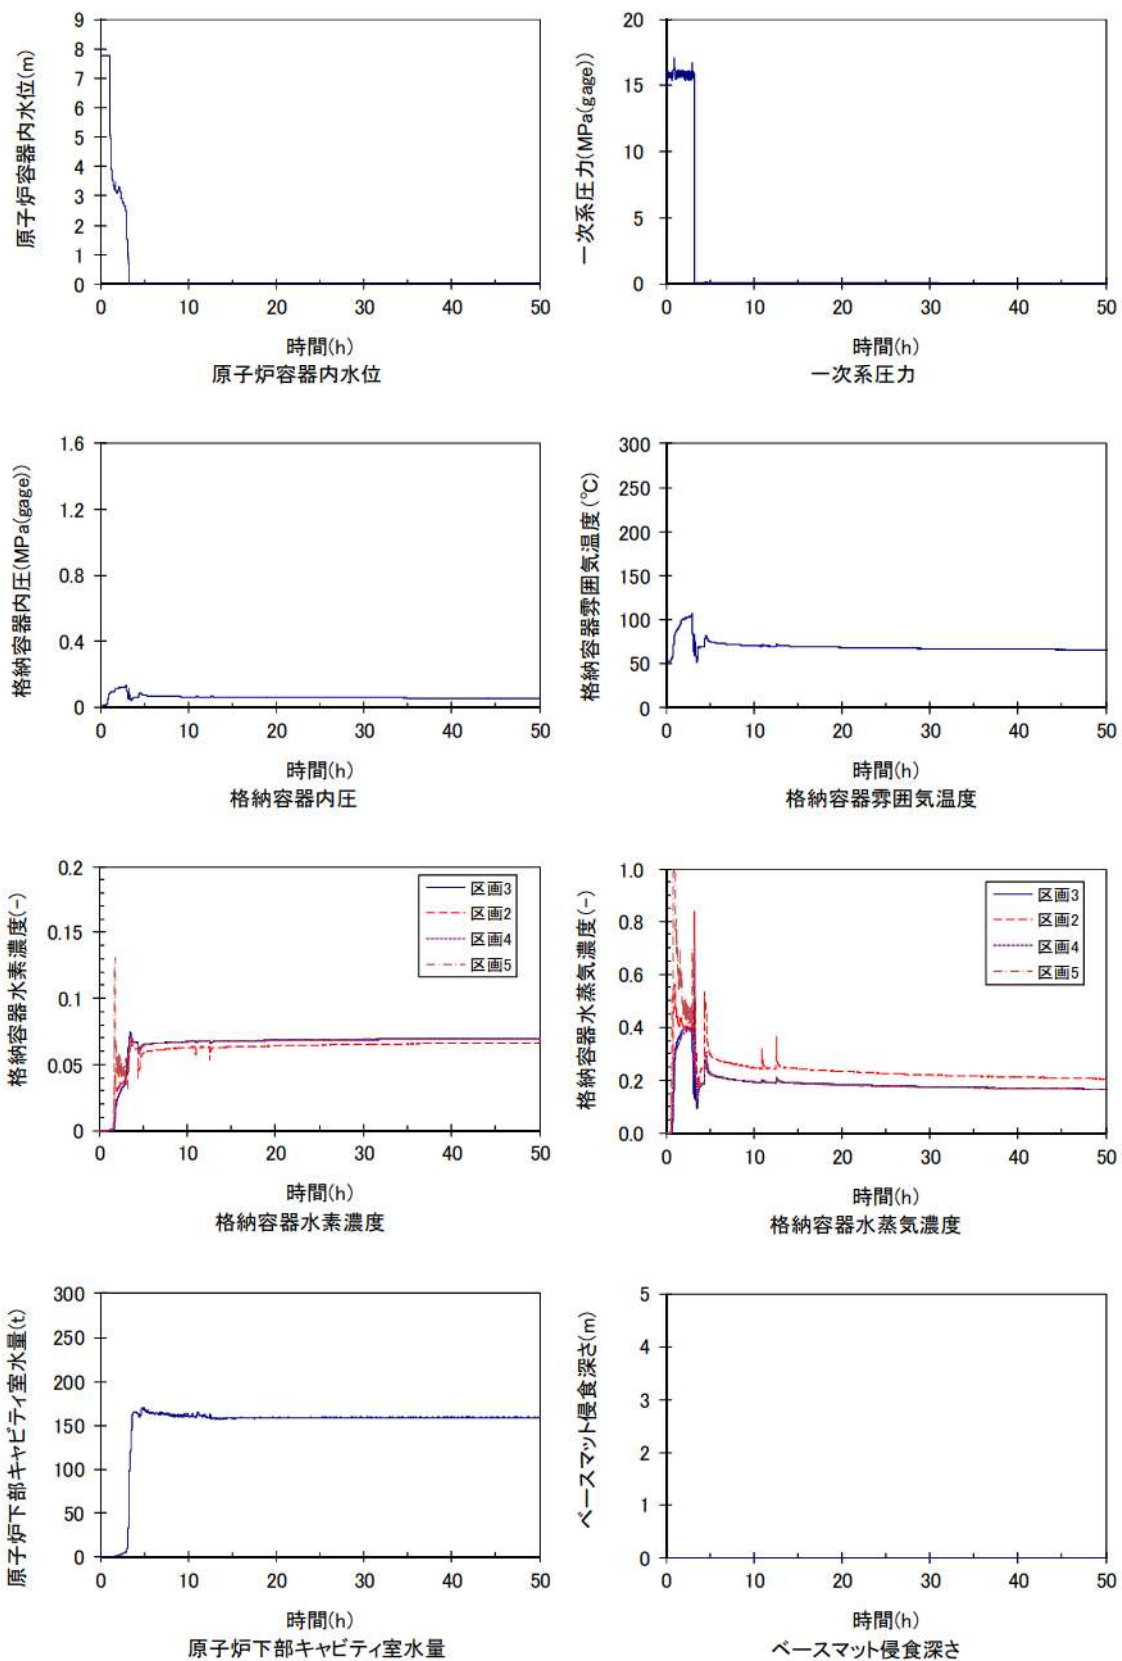 原子炉容器内水位(m)
9
8
7
6
5
4
3
2
1
0
0 10 20 30 40 50
時間(h)
原子炉容器内水位
一次系圧力(MPa(gage))
20
15
10
5
0
0 10 20 30 40 50
時間(h)
一次系圧力
格納容器内圧(MPa(gage))
1.6
1.2
0.8
0.4
0
0 10 20 30 40 50
時間(h)
格納容器内圧
格納容器雰囲気温度(℃)
300
250
200
150
100
50
0
0 10 20 30 40 50
時間(h)
格納容器雰囲気温度
格納容器水素濃度(-)
0.2
0.15
0.1
0.05
0
区画3
区画2
区画4
区画5
0 10 20 30 40 50
時間(h)
格納容器水素濃度
格納容器水蒸気濃度(-)
1.0
0.8
0.6
0.4
0.2
0.0
区画3
区画2
区画4
区画5
0 10 20 30 40 50
時間(h)
格納容器水蒸気濃度
原子炉下部キャビティ室水量(t)
300
250
200
150
100
50
0
0 10 20 30 40 50
時間(h)
原子炉下部キャビティ室水量
ベースマット侵食深さ(m)
5
4
3
2
1
0
0 10 20 30 40 50
時間(h)
ベースマット侵食深さ